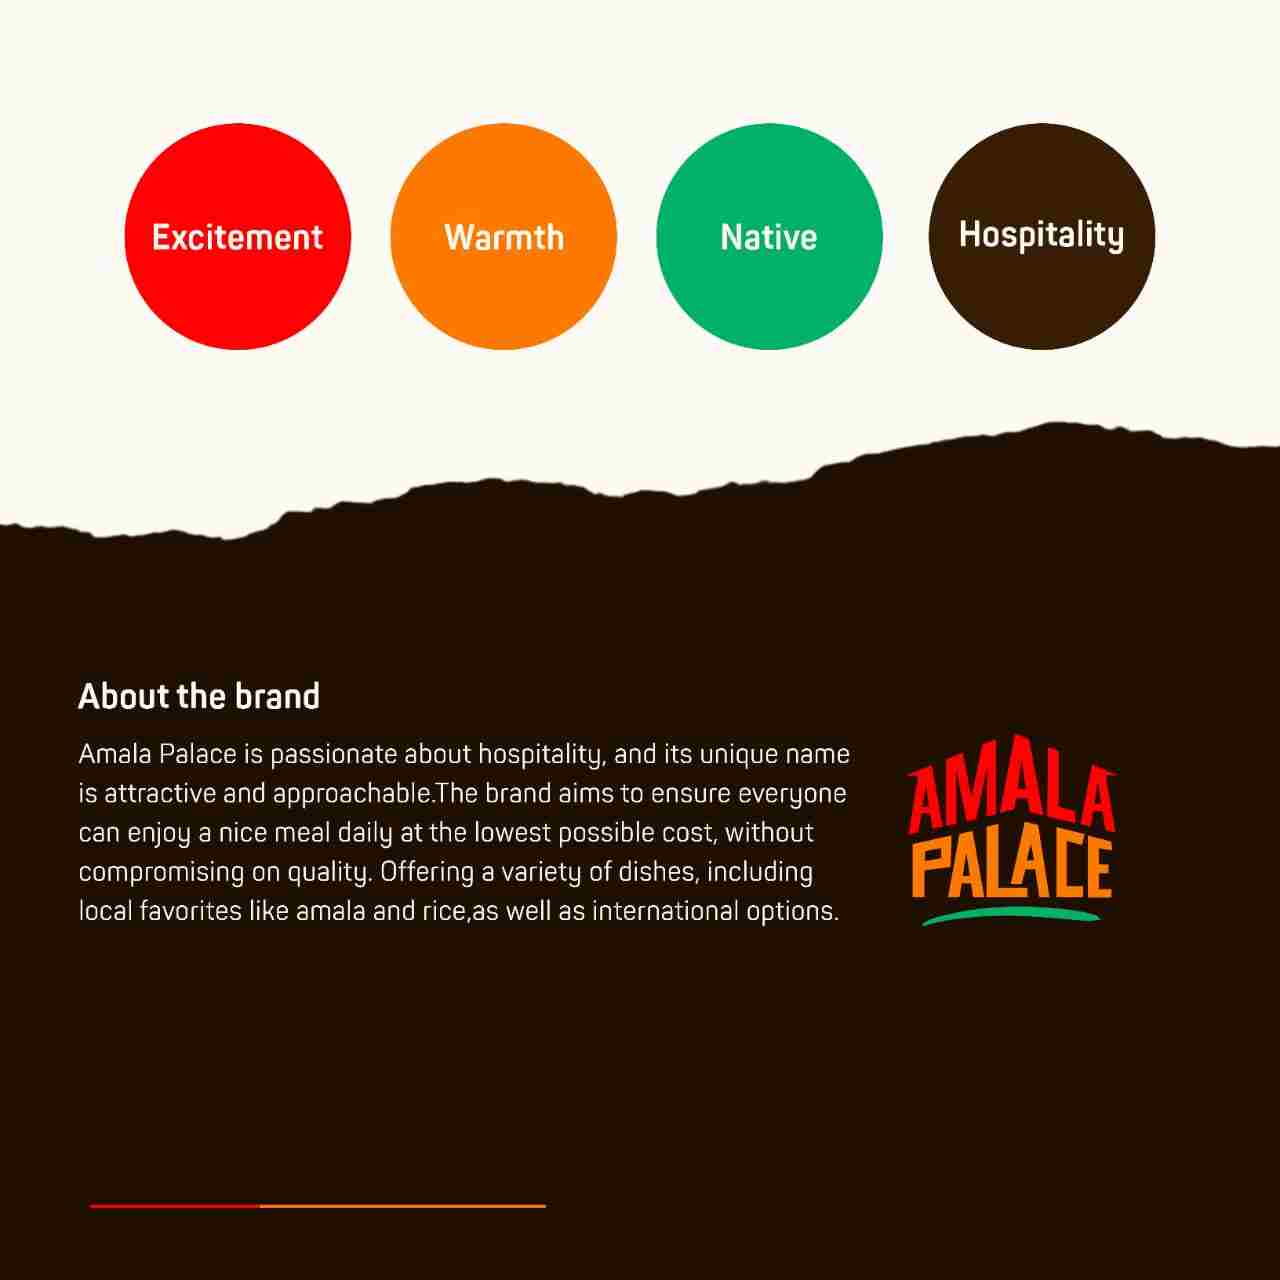 Excitement
Warmth
Native
Hospitality
About the brand
Amala Palace is passionate about hospitality, and its unique name
is attractive and approachable.The brand aims to ensure everyone
can enjoy a nice meal daily at the lowest possible cost, without
compromising on quality. Offering a variety of dishes, including
local favorites like amala and rice,as well as international options.
AMALA
PALACE